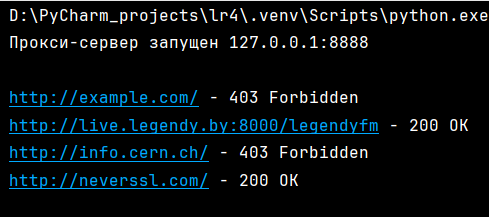 D:\PyCharm_projects\lr4\.venv\Scripts\python.exe
Прокси-сервер запущен 127.0.0.1:8888
http://example.com/ - 403 Forbidden
http://live.legendy.by:8000/legendyfm - 200 OK
http://info.cern.ch/ - 403 Forbidden
http://neverssl.com/ - 200 OK